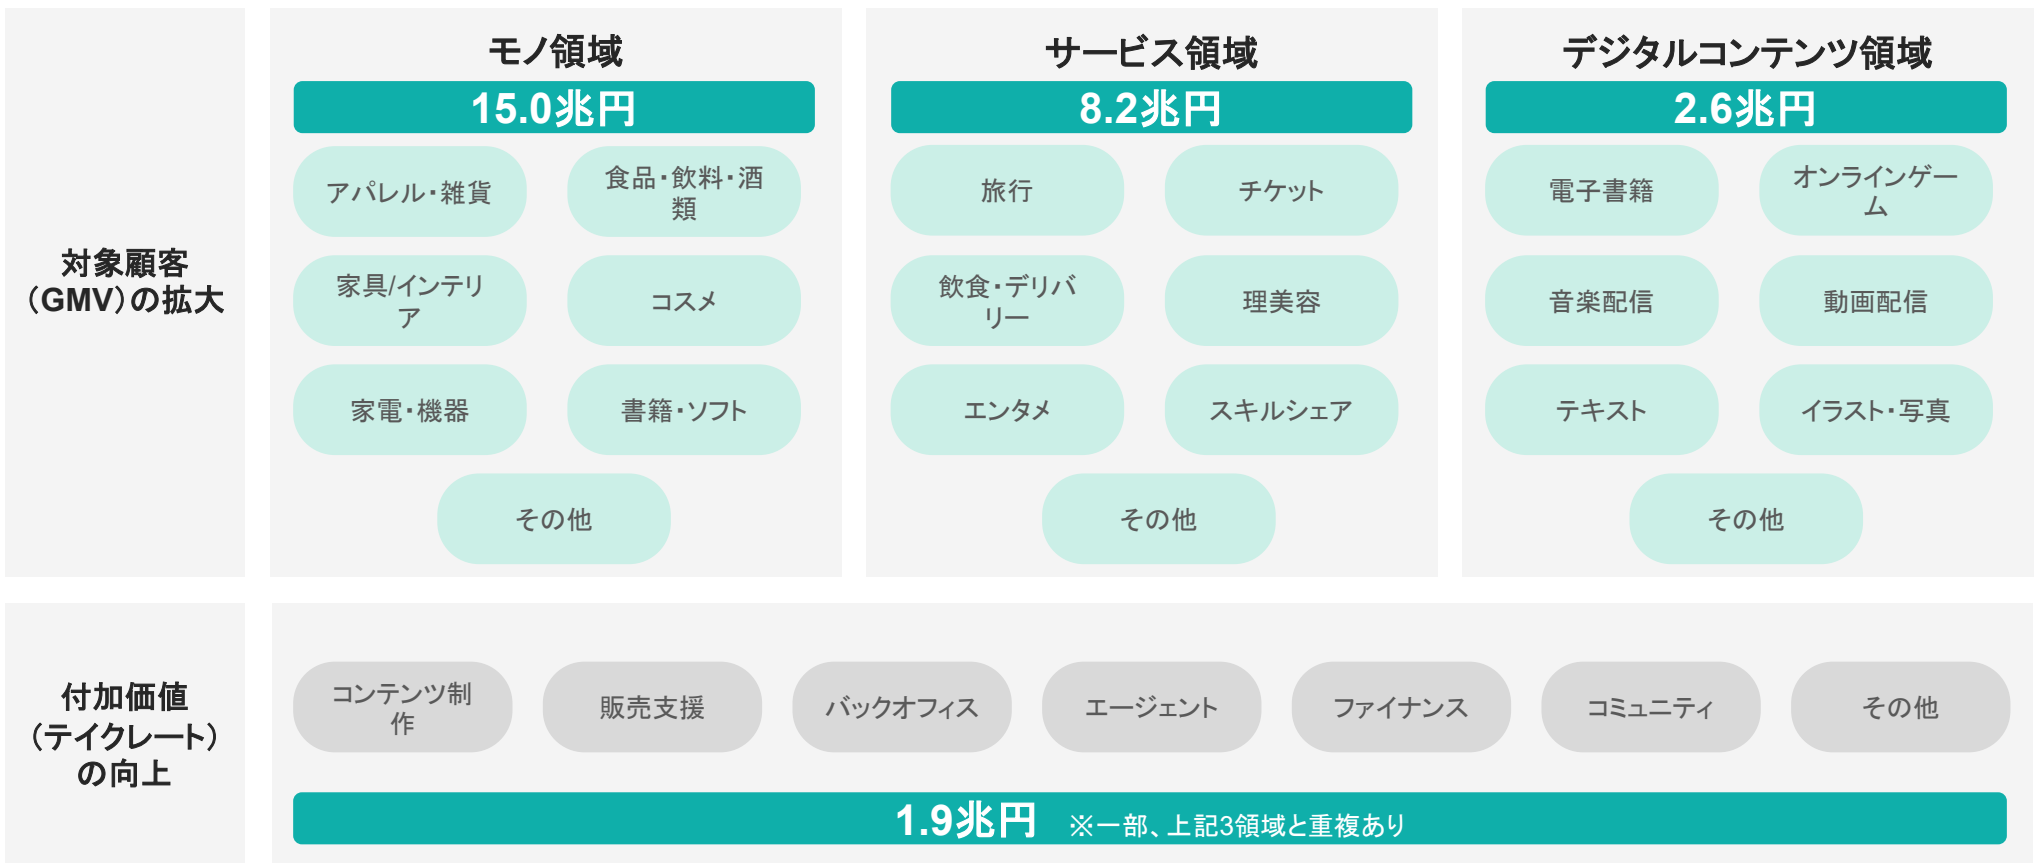 対象顧客
（GMV）の拡大
モノ領域
15.0兆円
アパレル・雑貨
食品・飲料・酒
類
家具/インテリ
ア
コスメ
家電・機器
書籍・ソフト
その他
サービス領域
8.2兆円
旅行
チケット
飲食・デリバ
リー
理美容
エンタメ
スキルシェア
その他
デジタルコンテンツ領域
2.6兆円
電子書籍
オンラインゲー
ム
音楽配信
動画配信
テキスト
イラスト・写真
その他
付加価値
（テイクレート）
の向上
コンテンツ制
作
販売支援
バックオフィス
エージェント
ファイナンス
コミュニティ
その他
1.9兆円 ※一部、上記3領域と重複あり